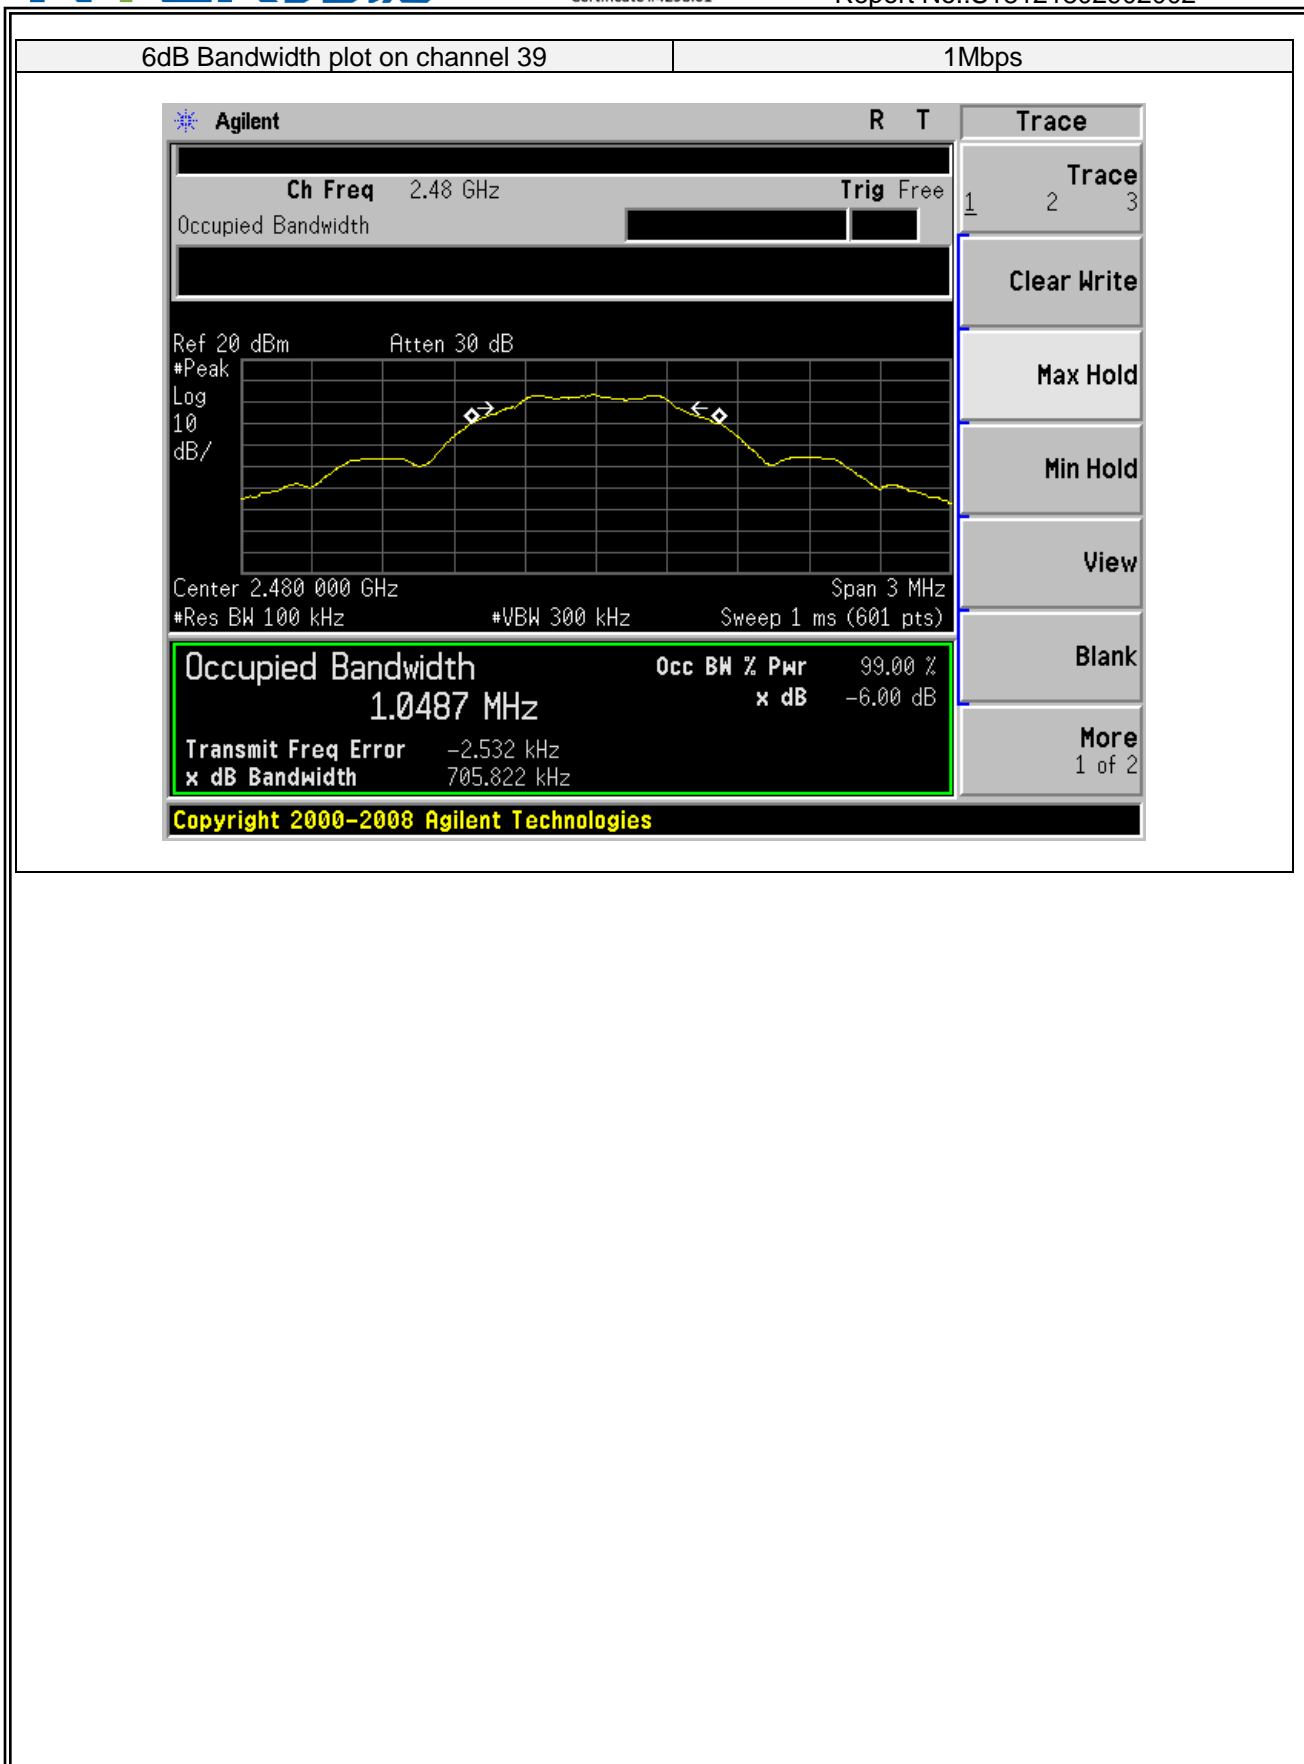 6dB Bandwidth plot on channel 39
1Mbps
Agilent
R T
Trace
Ch Freq 2.48 GHz
Trig Free
Occupied Bandwidth
Trace
1 2 3
Clear Write
Ref 20 dBm Atten 30 dB
#Peak
Log
10
dB/
Max Hold
Min Hold
View
Center 2.480 000 GHz Span 3 MHz
#Res BW 100 kHz #VBW 300 kHz Sweep 1 ms (601 pts)
Occupied Bandwidth
1.0487 MHz
Occ BW % Pwr 99.00 %
x dB -6.00 dB
Transmit Freq Error -2.532 kHz
x dB Bandwidth 705.822 kHz
Blank
More
1 of 2
Copyright 2000-2008 Agilent Technologies